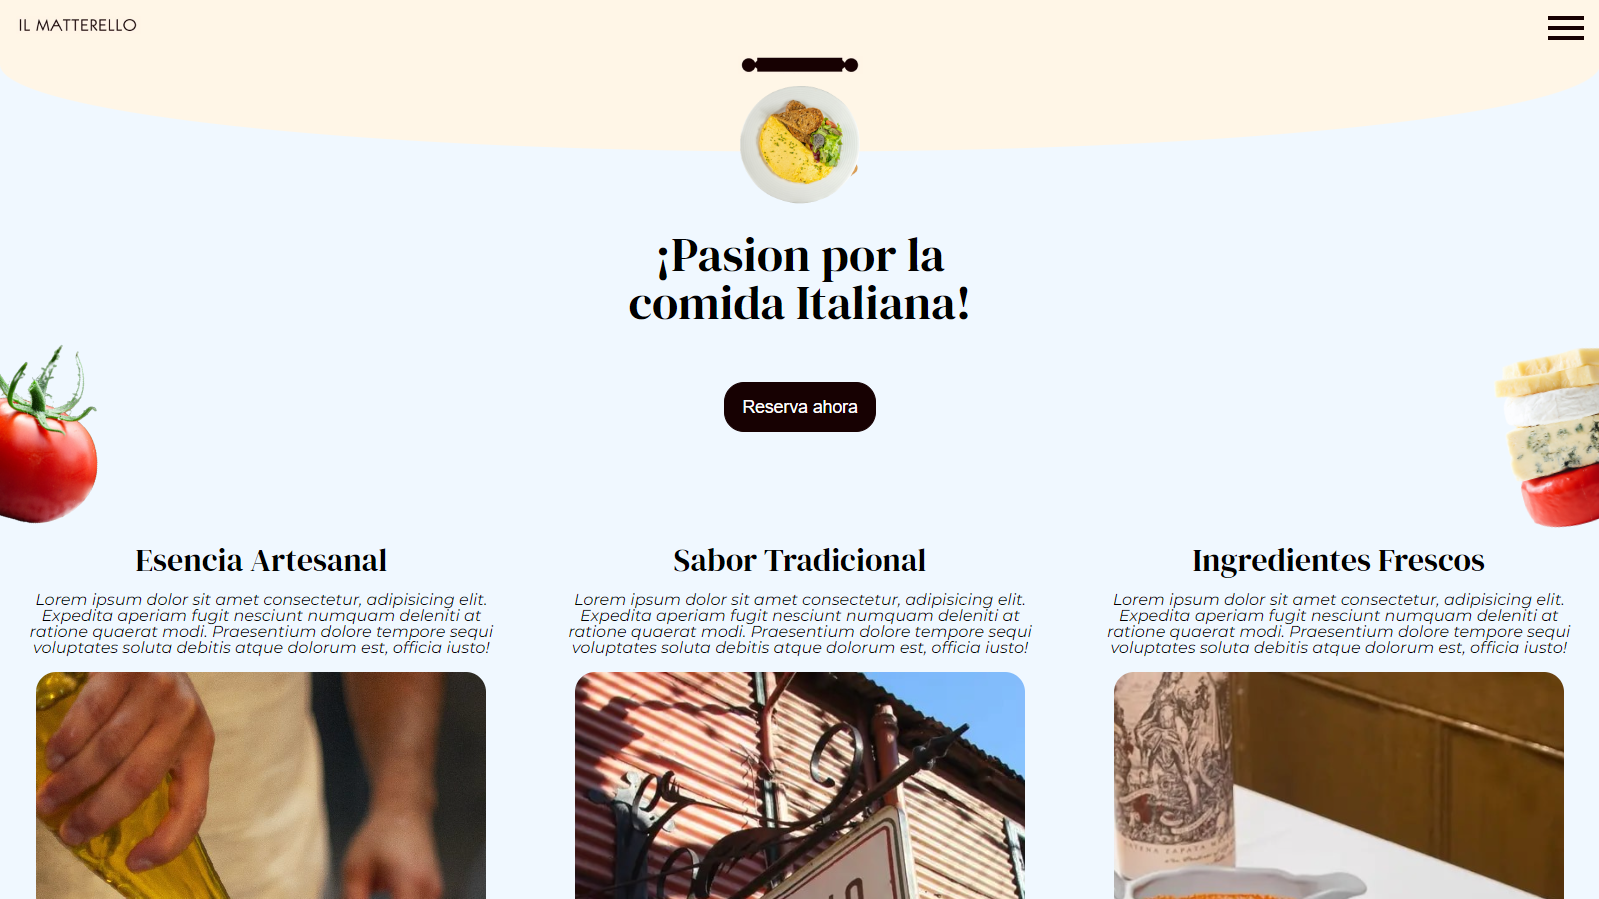 IL MATTERELLO
¡Pasion por la
comida Italiana!
Reserva ahora
Esencia Artesanal
Lorem ipsum dolor sit amet consectetur, adipisicing elit.
Expedita aperiam fugit nesciunt numquam deleniti at
ratione quaerat modi. Praesentium dolore tempore sequi
voluptates soluta debitis atque dolorum est, officia iusto!
Sabor Tradicional
Lorem ipsum dolor sit amet consectetur, adipisicing elit.
Expedita aperiam fugit nesciunt numquam deleniti at
ratione quaerat modi. Praesentium dolore tempore sequi
voluptates soluta debitis atque dolorum est, officia iusto!
Ingredientes Frescos
Lorem ipsum dolor sit amet consectetur, adipisicing elit.
Expedita aperiam fugit nesciunt numquam deleniti at
ratione quaerat modi. Praesentium dolore tempore sequi
voluptates soluta debitis atque dolorum est, officia iusto!